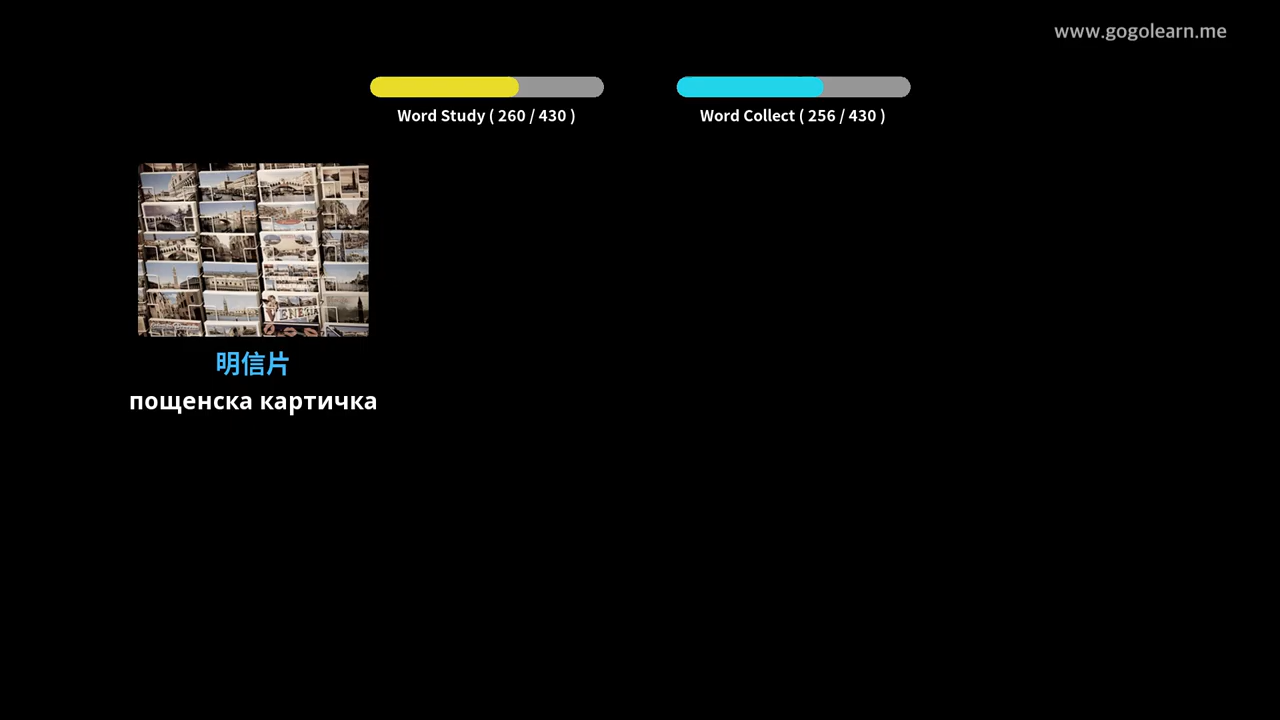 www.gogolearn.me
Word Study ( 260 / 430 )
Word Collect ( 256 / 430 )
明信片
пощенска картичка